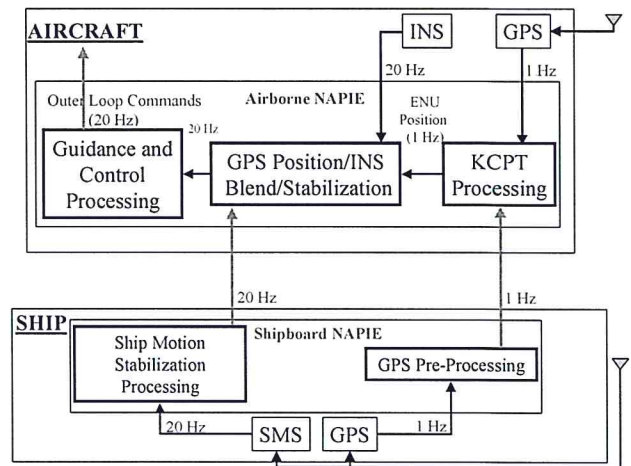 AIRCRAFT
INS
GPS
20 Hz
1 Hz
Outer Loop Commands
(20 Hz)
Airborne NAPIE
ENU
Position
(1 Hz)
20 Hz
Guidance and
Control
Processing
GPS Position/INS
Blend/Stabilization
KCPT
Processing
20 Hz
1 Hz
SHIP
Shipboard NAPIE
Ship Motion
Stabilization
Processing
GPS Pre-Processing
20 Hz
SMS
GPS
1 Hz